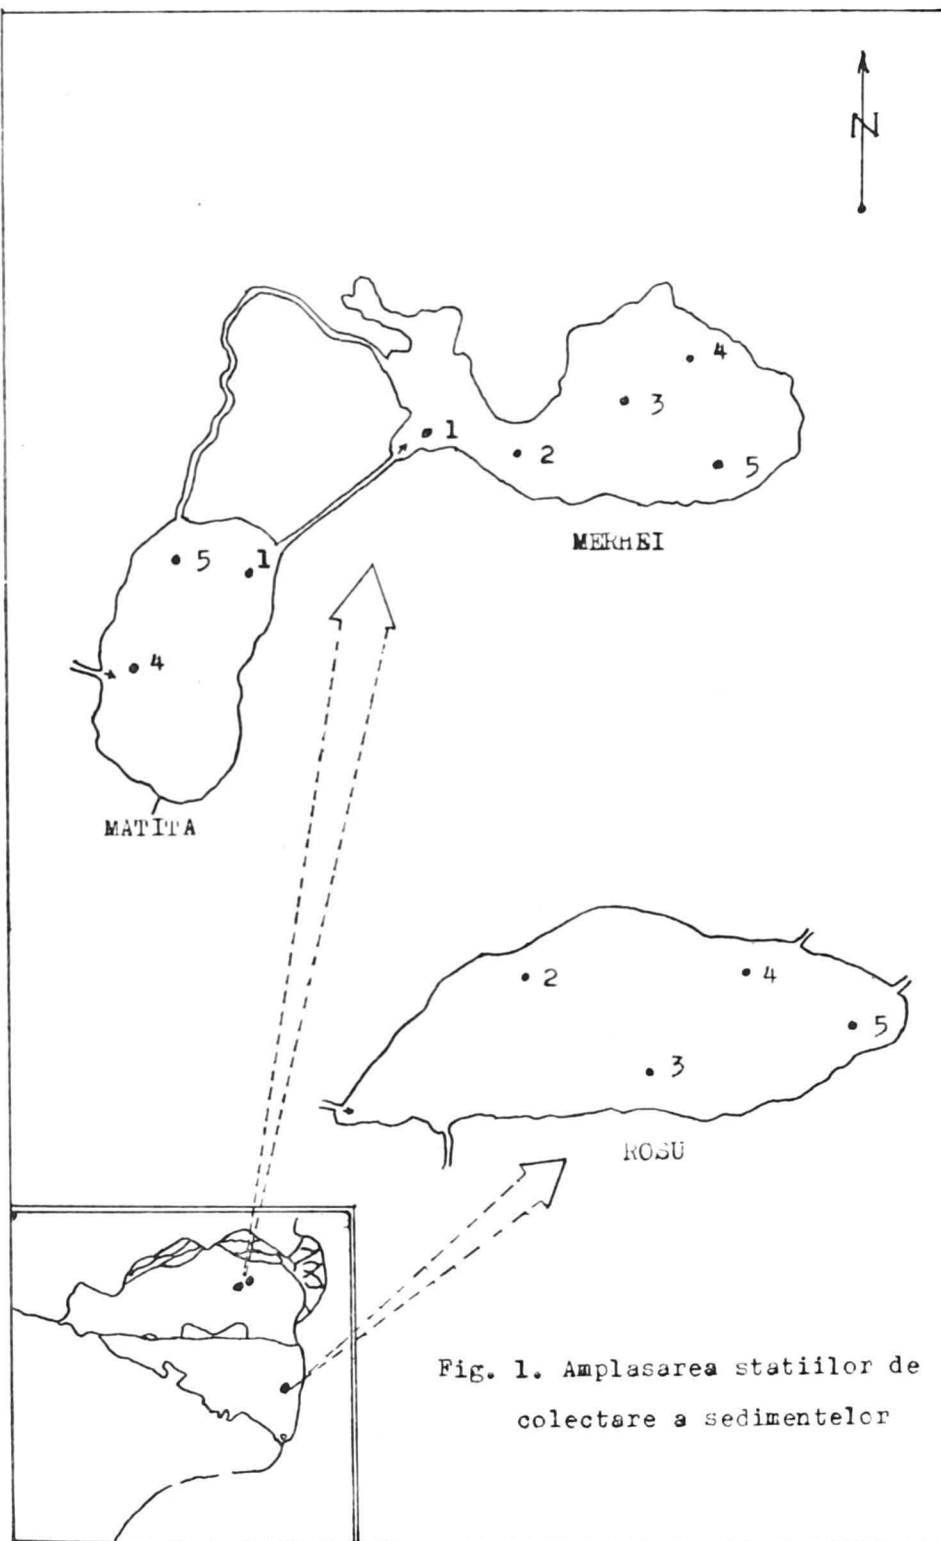 N
4
3
1
2
5
MERHEI
5 1
4
MATITA
2
4
5
3
ROSU
Fig. 1. Amplasarea statiilor de
colectare a sedimentelor